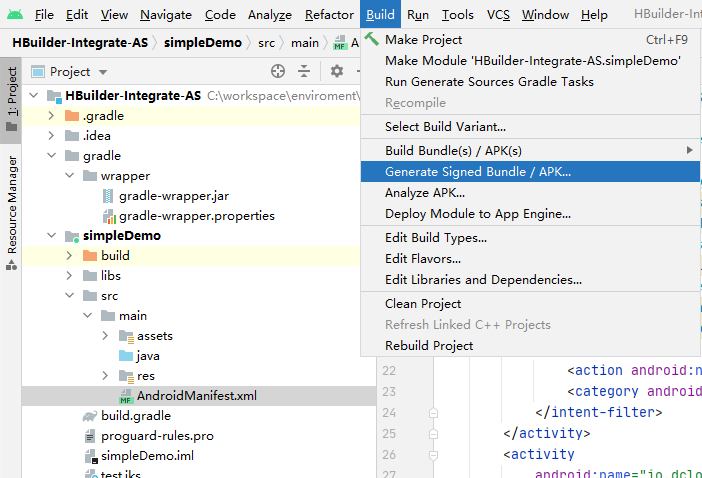 File Edit View Navigate Code Analyze Refactor Build Run Tools VCS Window Help HBuilder-In
HBuilder-Integrate-AS simpleDemo src main
Project
1: Project
Resource Manager
HBuilder-Integrate-AS C:\workspace\enviroment\
.gradle
.idea
gradle
wrapper
gradle-wrapper.jar
gradle-wrapper.properties
simpleDemo
build
libs
src
main
assets
java
res
MF AndroidManifest.xml
build.gradle
proguard-rules.pro
simpleDemo.iml
test.jks
Make Project Ctrl+F9
Make Module 'HBuilder-Integrate-AS.simpleDemo'
Run Generate Sources Gradle Tasks
Recompile
Select Build Variant...
Build Bundle(s) / APK(s)
Generate Signed Bundle / APK...
Analyze APK...
Deploy Module to App Engine...
Edit Build Types...
Edit Flavors...
Edit Libraries and Dependencies...
Clean Project
Refresh Linked C++ Projects
Rebuild Project
22 <action android:n
23 <category android
24 </intent-filter>
25 </activity>
26 <activity
27 android:name="io.dclo